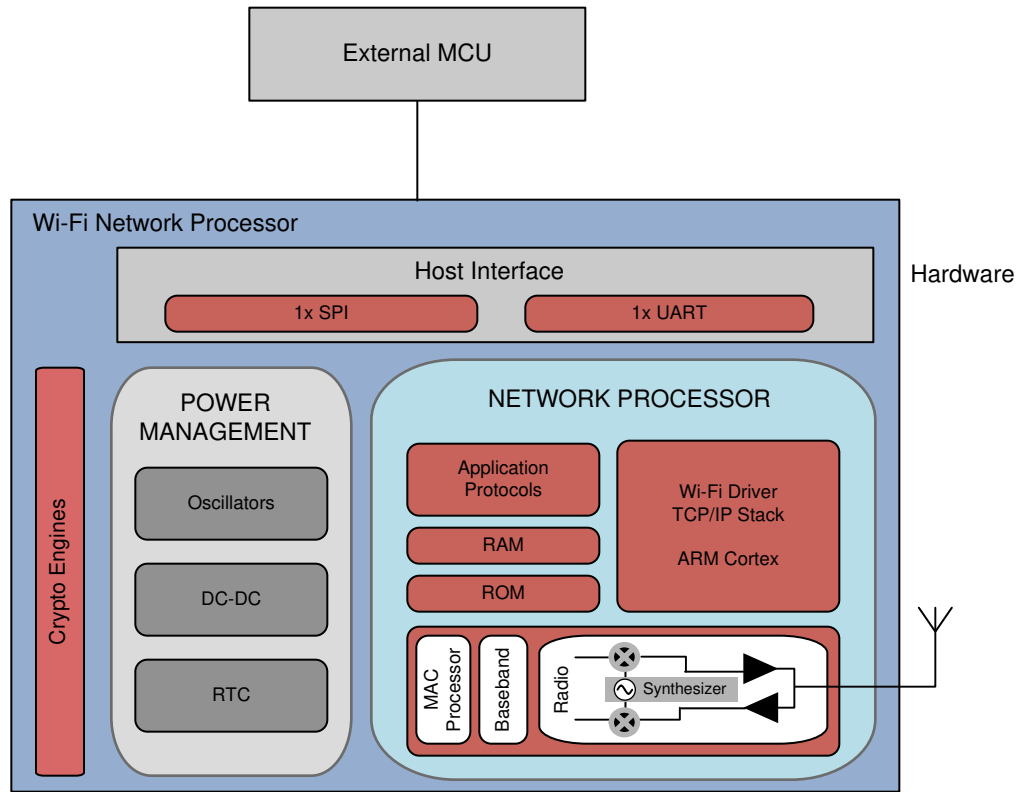 External MCU
Wi-Fi Network Processor
Host Interface
Hardware
1x SPI
1x UART
Crypto Engines
POWER
MANAGEMENT
Oscillators
DC-DC
RTC
NETWORK PROCESSOR
Application
Protocols
RAM
ROM
Wi-Fi Driver
TCP/IP Stack
ARM Cortex
MAC
Processor
Baseband
Radio
Synthesizer